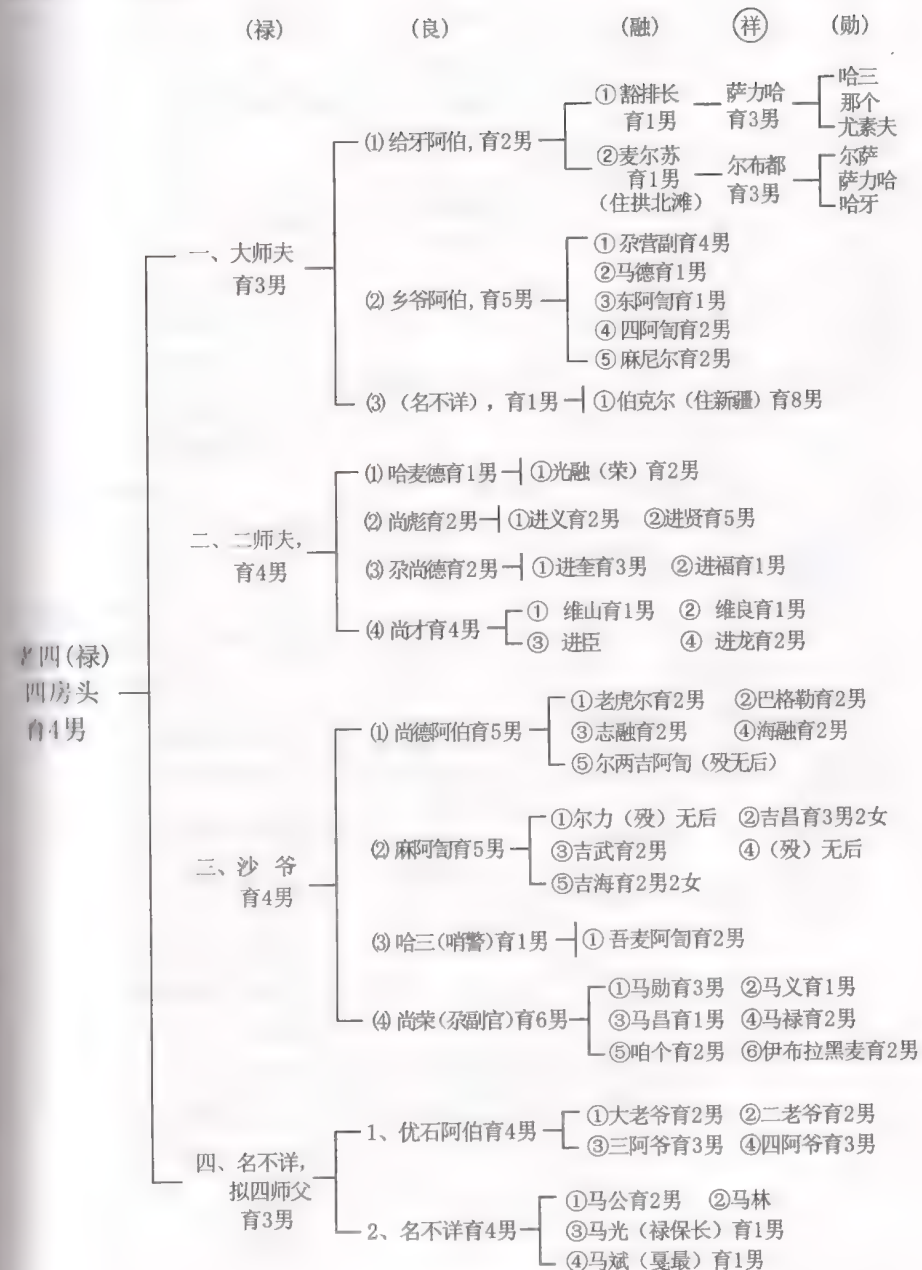 (禄) (良) (融) 祥 (勋)
哈三
①豁排长 萨力哈 那个
育1男 育3男 尤素夫
⑴给牙阿伯,育2男
②麦尔苏 尔布都 尔萨
育1男 育3男 萨力哈
(住拱北滩) 哈牙
一、大师夫
育3男
①尕营副育4男
②马德育1男
⑵乡爷阿伯,育5男 ③东阿訇育1男
④四阿訇育2男
⑤麻尼尔育2男
⑶(名不详),育1男 ①伯克尔(住新疆)育8男
⑴哈麦德育1男 ①光融(荣)育2男
⑵尚彪育2男 ①进义育2男 ②进贤育5男
二、二师夫,
育4男
⑶尕尚德育2男 ①进奎育3男 ②进福育1男
⑷尚才育4男 ① 维山育1男 ② 维良育1男
③ 进臣 ④ 进龙育2男
老四(禄)
四房头
育4男
①老虎尔育2男 ②巴格勒育2男
⑴尚德阿伯育5男 ③志融育2男 ④海融育2男
⑤尔两吉阿訇(殁无后)
①尔力(殁)无后 ②吉昌育3男2女
⑵麻阿訇育5男 ③吉武育2男 ④(殁)无后
⑤吉海育2男2女
三、沙 爷
育4男
⑶哈三(哨警)育1男 ① 吾麦阿訇育2男
①马勋育3男 ②马义育1男
⑷尚荣(尕副官)育6男 ③马昌育1男 ④马禄育2男
⑤咱个育2男 ⑥伊布拉黑麦育2男
1、优石阿伯育4男 ①大老爷育2男 ②二老爷育2男
③三阿爷育3男 ④四阿爷育3男
四、名不详,
拟四师父
育3男
①马公育2男 ②马林
2、名不详育4男 ③马光(禄保长)育1男
④马斌(戛最)育1男